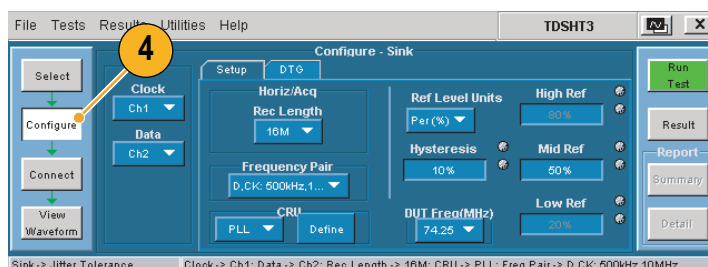 File Tests Results Utilities Help TDSHT3 X
4
Configure - Sink
Select
Configure
Connect
View
Waveform
Clock
Ch1
Data
Ch2
Setup DTG
Horiz/Acq
Rec Length
16M
Frequency Pair
D,CK: 500kHz,1...
CRU
PLL Define
Ref Level Units
Per(%)
Hysteresis
10%
DUT Freq(MHz)
74.25
High Ref
80%
Mid Ref
50%
Low Ref
20%
Run
Test
Result
Report
Summary
Detail
Sink-> Jitter Tolerance Clock-> Ch1: Data-> Ch2: Rec Length-> 16M: CRU-> PLL: Freq Pair-> D,CK: 500kHz,10MHz